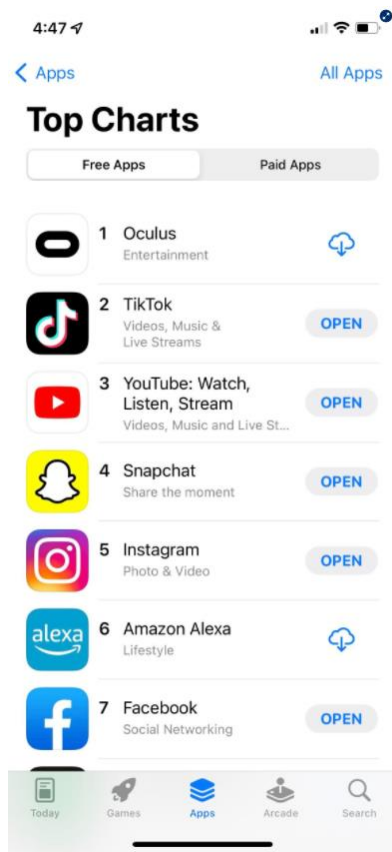 4:47
Apps
All Apps
Top Charts
Free Apps
Paid Apps
1 Oculus
Entertainment
2 TikTok
Videos, Music &
Live Streams
OPEN
3 YouTube: Watch,
Listen, Stream
Videos, Music and Live St...
OPEN
4 Snapchat
Share the moment
OPEN
5 Instagram
Photo & Video
OPEN
alexa
6 Amazon Alexa
Lifestyle
7 Facebook
Social Networking
OPEN
Today
Games
Apps
Arcade
Search